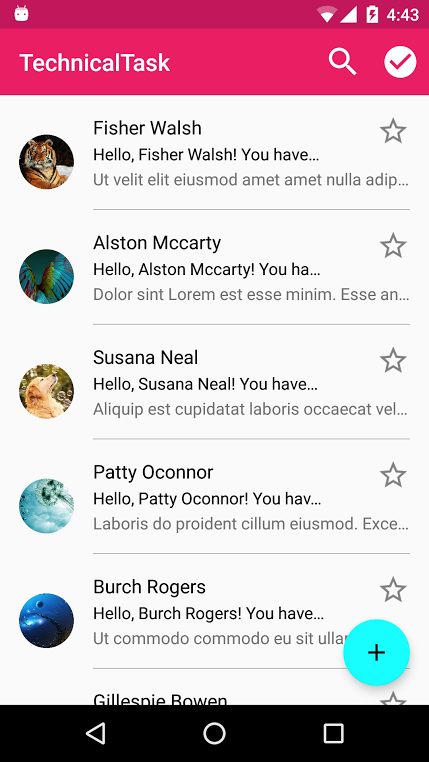 4:43
TechnicalTask
Fisher Walsh
Hello, Fisher Walsh! You have...
Ut velit elit eiusmod amet amet nulla adip...
Alston Mccarty
Hello, Alston Mccarty! You ha...
Dolor sint Lorem est esse minim. Esse an...
Susana Neal
Hello, Susana Neal! You have...
Aliquip est cupidatat laboris occaecat vel...
Patty Oconnor
Hello, Patty Oconnor! You hav...
Laboris do proident cillum eiusmod. Exce...
Burch Rogers
Hello, Burch Rogers! You have...
Ut commodo commodo eu sit
Gillespie Bowen